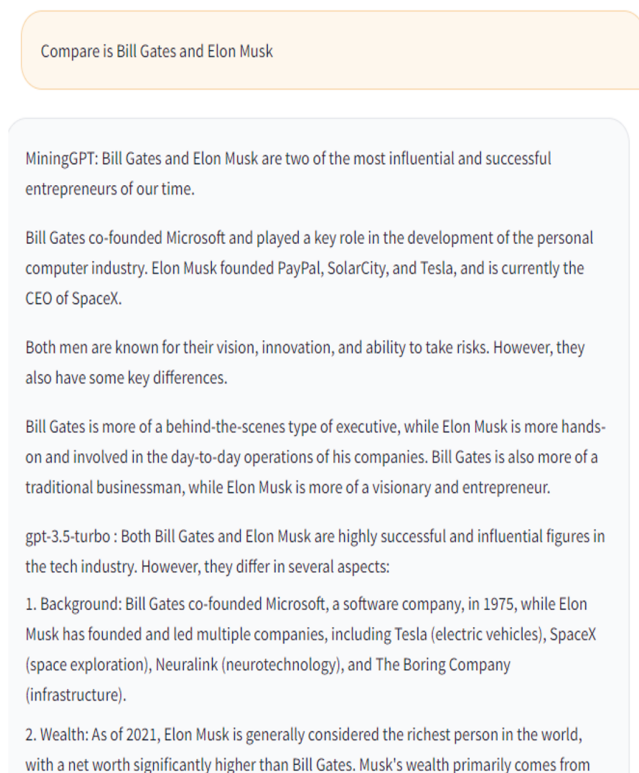 Compare is Bill Gates and Elon Musk
MiningGPT: Bill Gates and Elon Musk are two of the most influential and successful
entrepreneurs of our time.
Bill Gates co-founded Microsoft and played a key role in the development of the personal
computer industry. Elon Musk founded PayPal, SolarCity, and Tesla, and is currently the
CEO of SpaceX.
Both men are known for their vision, innovation, and ability to take risks. However, they
also have some key differences.
Bill Gates is more of a behind-the-scenes type of executive, while Elon Musk is more hands-
on and involved in the day-to-day operations of his companies. Bill Gates is also more of a
traditional businessman, while Elon Musk is more of a visionary and entrepreneur.
gpt-3.5-turbo : Both Bill Gates and Elon Musk are highly successful and influential figures in
the tech industry. However, they differ in several aspects:
1. Background: Bill Gates co-founded Microsoft, a software company, in 1975, while Elon
Musk has founded and led multiple companies, including Tesla (electric vehicles), SpaceX
(space exploration), Neuralink (neurotechnology), and The Boring Company
(infrastructure).
2. Wealth: As of 2021, Elon Musk is generally considered the richest person in the world,
with a net worth significantly higher than Bill Gates. Musk's wealth primarily comes from